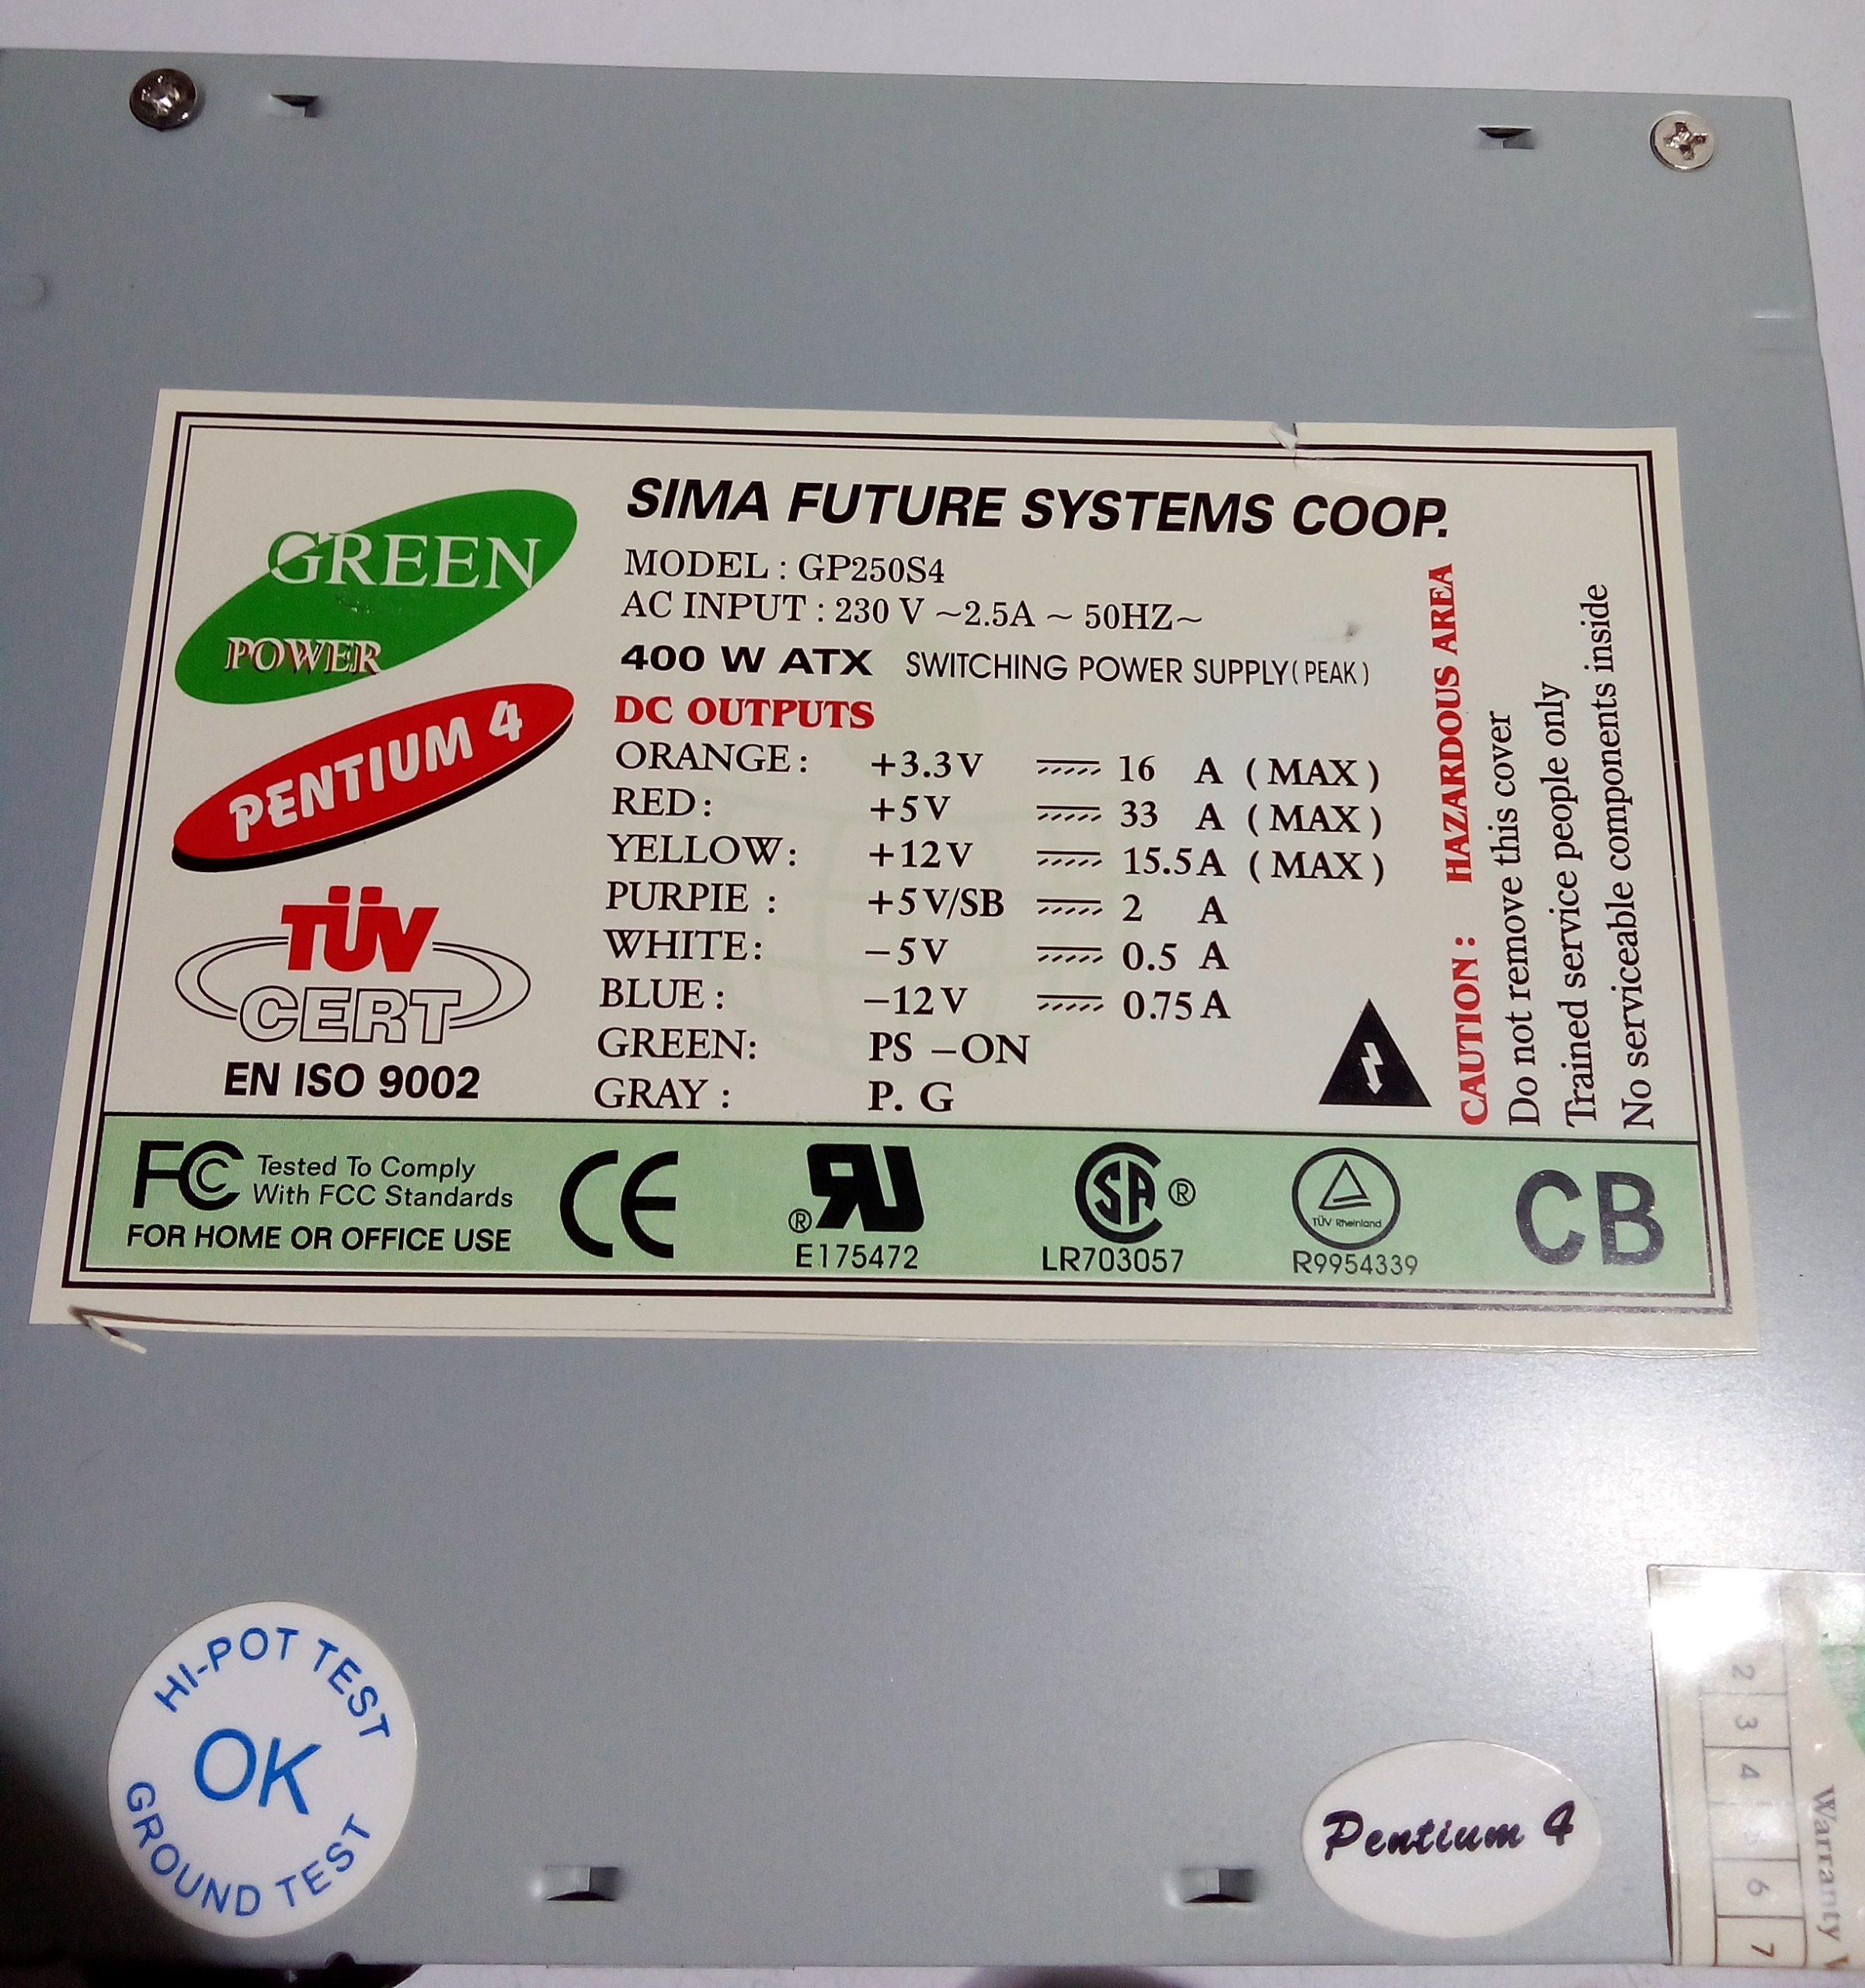 GREEN
POWER
PENTIUM 4
TÜV
CERT
EN ISO 9002
SIMA FUTURE SYSTEMS COOP.
MODEL : GP250S4
AC INPUT : 230 V ~2.5A ~ 50HZ~
400 W ATX SWITCHING POWER SUPPLY( PEAK )
DC OUTPUTS
ORANGE: +3.3V 16 A ( MAX )
RED: +5V 33 A ( MAX )
YELLOW: +12V 15.5A ( MAX )
PURPIE : +5V/SB 2 A
WHITE: −5V 0.5 A
BLUE : −12V 0.75A
GREEN: PS −ON
GRAY : P. G
CAUTION : HAZARDOUS AREA
Do not remove this cover
Trained service people only
No serviceable components inside
FC Tested To Comply
With FCC Standards
FOR HOME OR OFFICE USE
CE
® RU
E175472
SA ®
LR703057
TÜV Rheinland
R9954339
CB
HI-POT TEST
OK
GROUND TEST
Pentium 4
2 3 4 5 6 7
Warranty